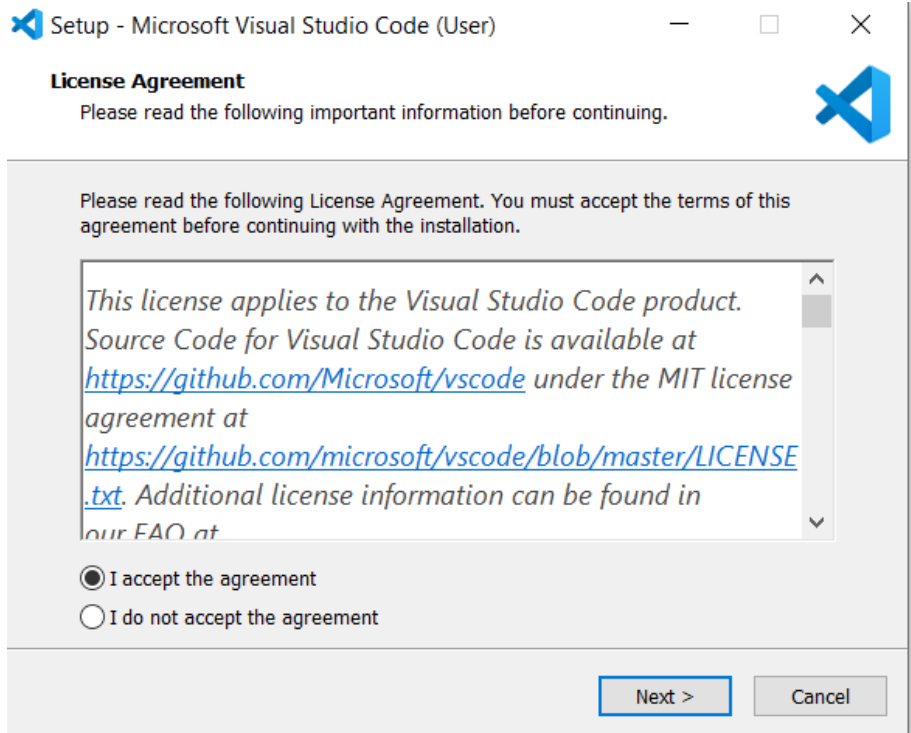 Setup - Microsoft Visual Studio Code (User)
License Agreement
Please read the following important information before continuing.
Please read the following License Agreement. You must accept the terms of this
agreement before continuing with the installation.
This license applies to the Visual Studio Code product.
Source Code for Visual Studio Code is available at
https://github.com/Microsoft/vscode under the MIT license
agreement at
https://github.com/microsoft/vscode/blob/master/LICENSE
.txt. Additional license information can be found in
our FAQ at
I accept the agreement
I do not accept the agreement
Next >
Cancel